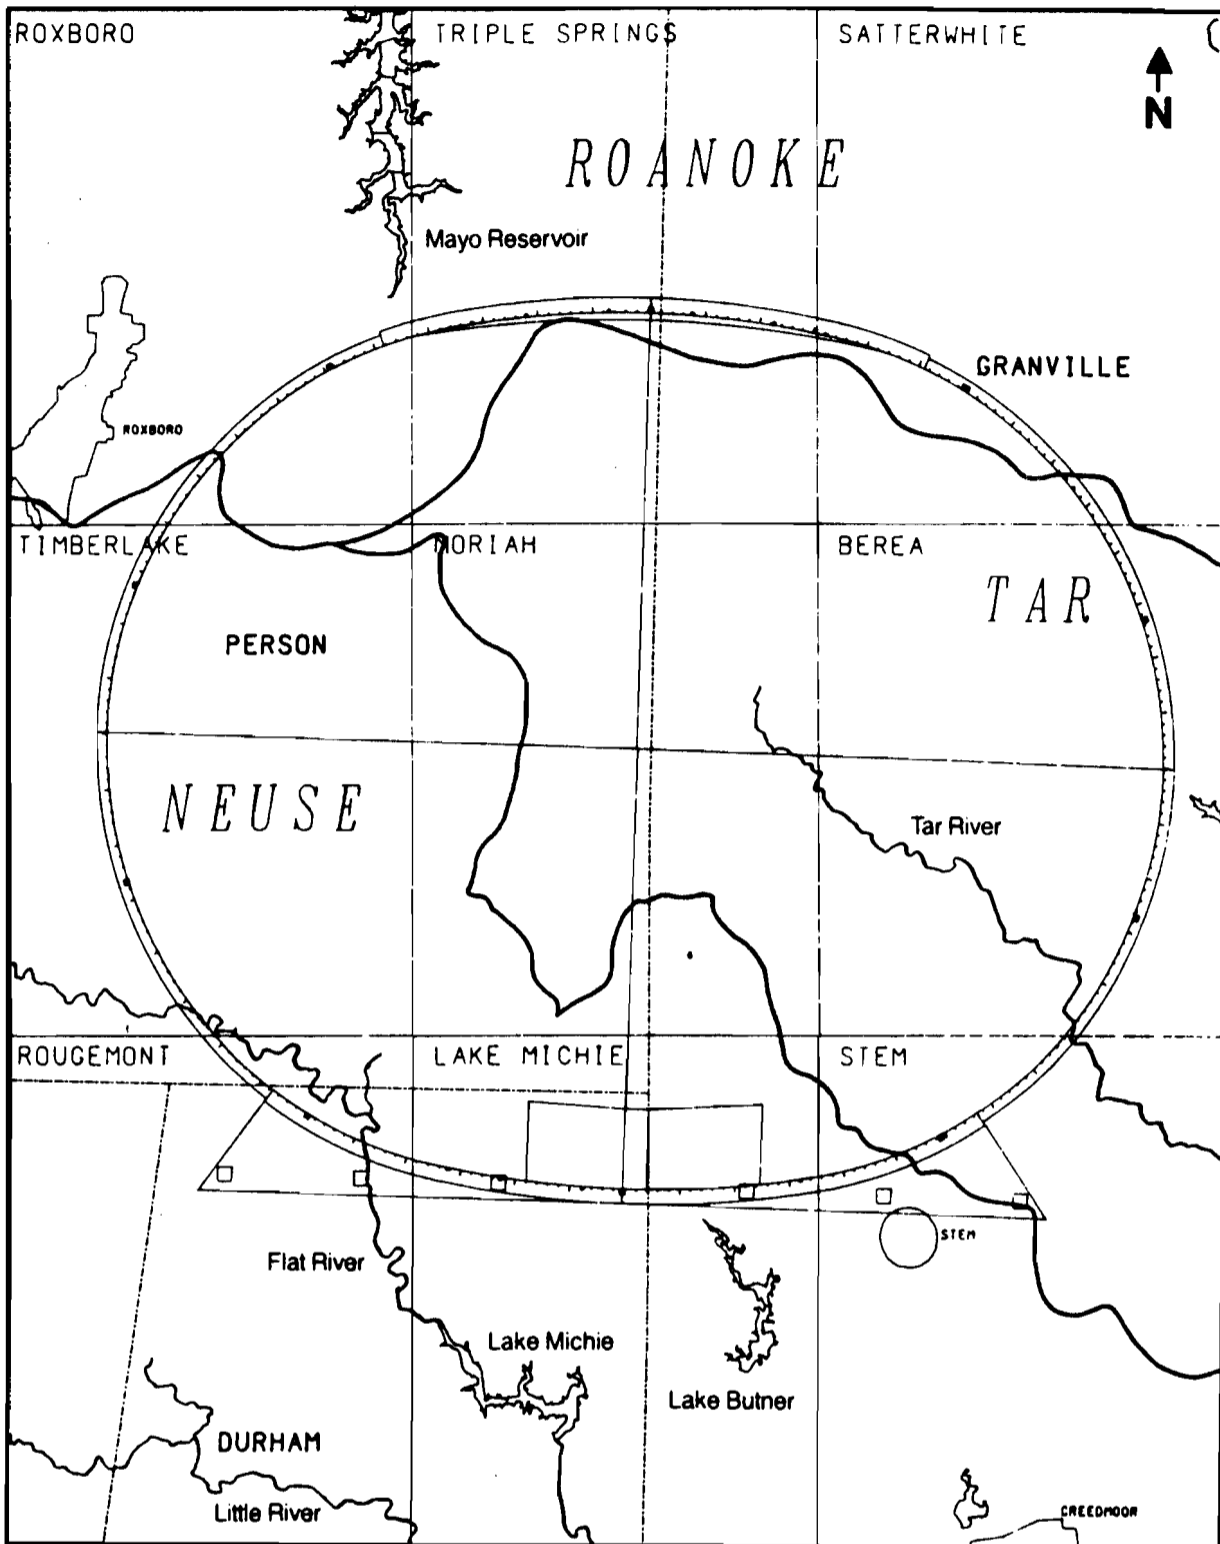 ROXBORO
TRIPLE SPRINGS
SATTERWHITE
N
ROANOKE
Mayo Reservoir
GRANVILLE
ROXBORO
TIMBERLAKE
MORIAH
BEREA
TAR
PERSON
NEUSE
Tar River
ROUGEMONT
LAKE MICHIE
STEM
STEM
Flat River
Lake Michie
Lake Butner
DURHAM
Little River
CREEDMOOR